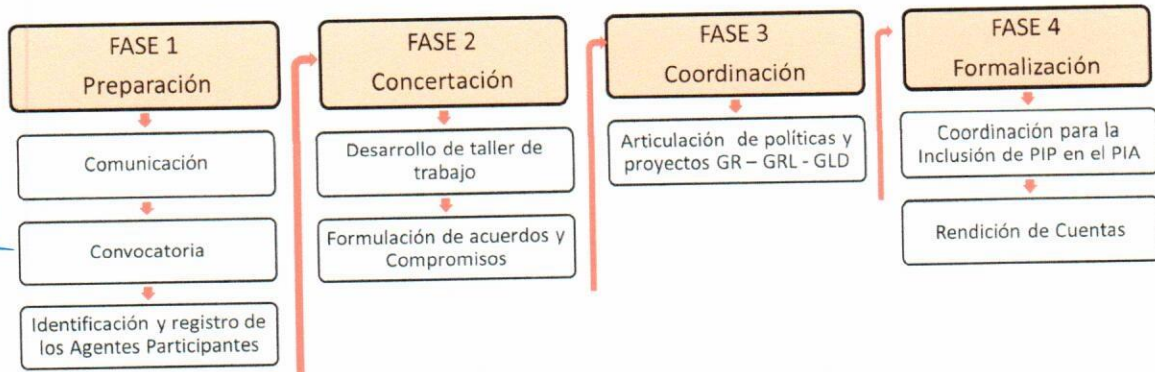 FASE 1
Preparación
Comunicación
Convocatoria
Identificación y registro de
los Agentes Participantes
FASE 2
Concertación
Desarrollo de taller de
trabajo
Formulación de acuerdos y
Compromisos
FASE 3
Coordinación
Articulación de políticas y
proyectos GR – GRL - GLD
FASE 4
Formalización
Coordinación para la
Inclusión de PIP en el PIA
Rendición de Cuentas